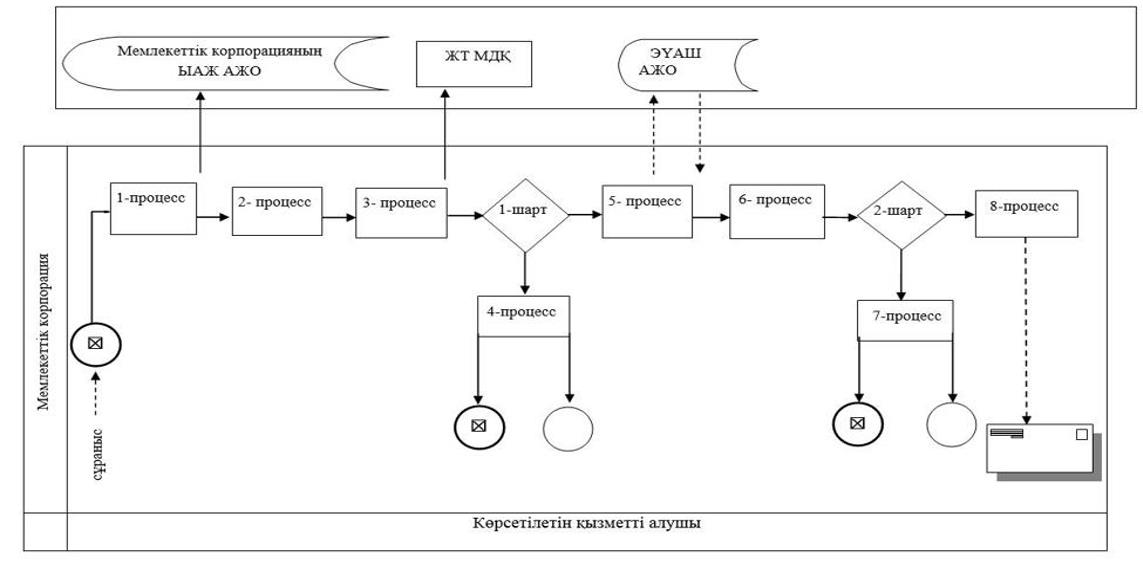 Мемлекеттік корпорацияның
ЫАЖ АЖО
ЖТ МДҚ
ЭҮАШ
АЖО
1-процесс
2- процесс
3- процесс
1-шарт
5- процесс
6- процесс
2-шарт
8-процесс
4-процесс
7-процесс
Мемлекеттік корпорация
сұраныс
Көрсетілетін қызметті алушы